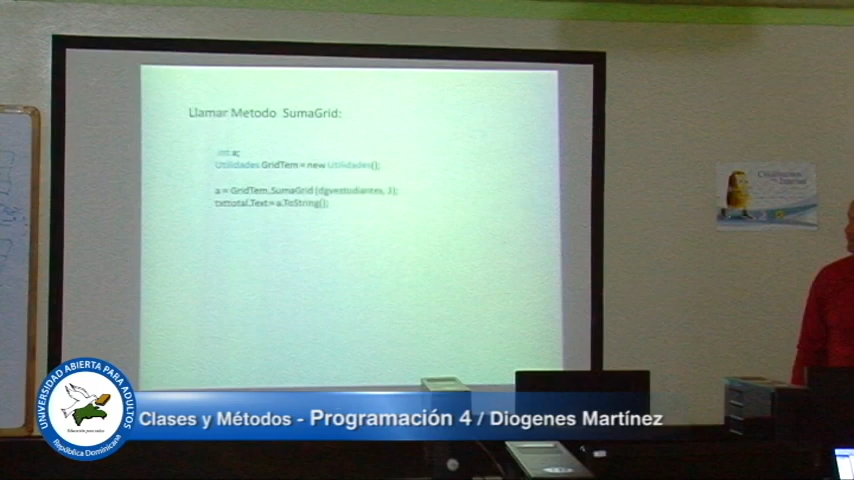 Llamar Metodo SumaGrid:
int a;
Utilidades GridTem = new Utilidades();
a = GridTem.SumaGrid (dgvestudiantes, 3);
txttutal.Text = a.ToString();
UNIVERSIDAD ABIERTA PARA ADULTOS
República Dominicana
Clases y Métodos - Programación 4 / Diogenes Martínez